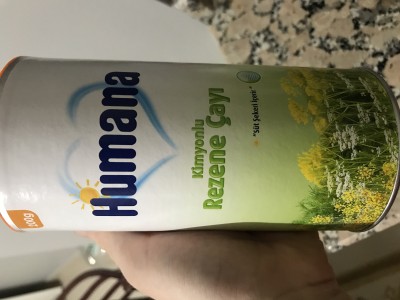 Humana
Kimyonlu
Rezene Çayı
*Süt Şekeri İçerir*
200g